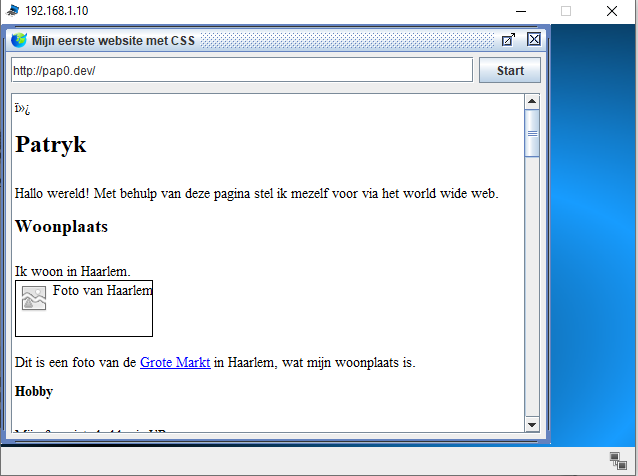 192.168.1.10
Mijn eerste website met CSS
http://pap0.dev/
Start
ï»¿
Patryk
Hallo wereld! Met behulp van deze pagina stel ik mezelf voor via het world wide web.
Woonplaats
Ik woon in Haarlem.
Foto van Haarlem
Dit is een foto van de Grote Markt in Haarlem, wat mijn woonplaats is.
Hobby